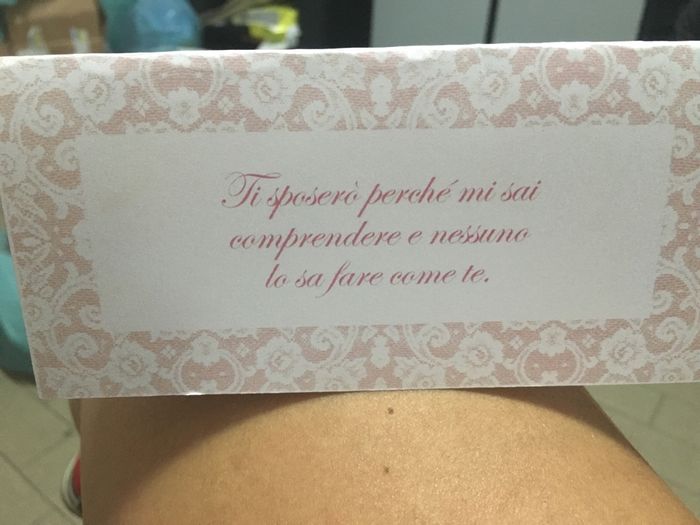 Ti sposerò perché mi sai
comprendere e nessuno
lo sa fare come te.